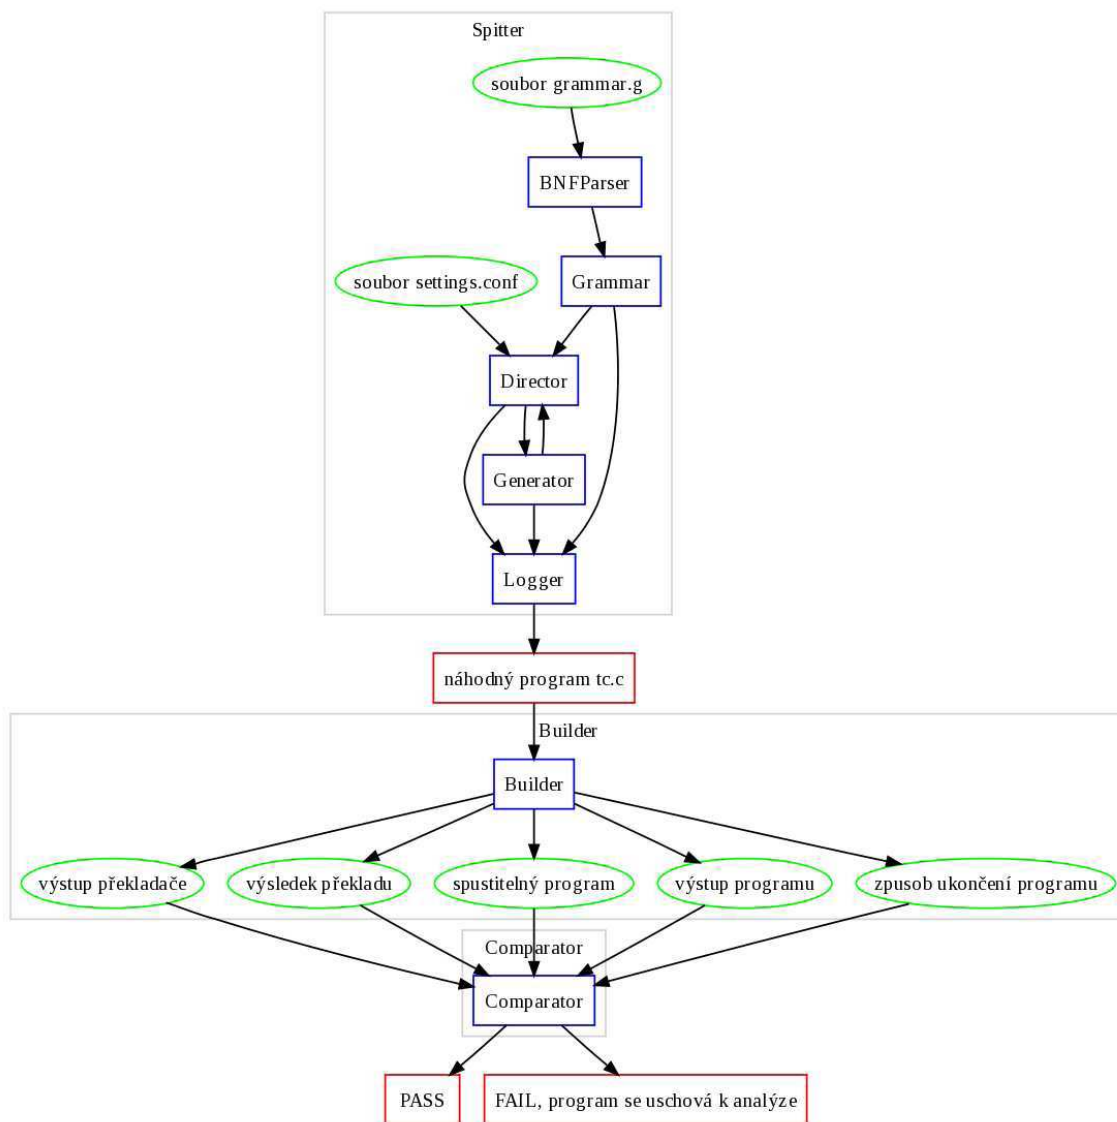 Spitter
soubor grammar.g
BNFParser
soubor settings.conf
Grammar
Director
Generator
Logger
náhodný program tc.c
Builder
Builder
výstup překladače
výsledek překladu
spustitelný program
výstup programu
zpusob ukončení programu
Comparator
Comparator
PASS
FAIL, program se uschová k analýze